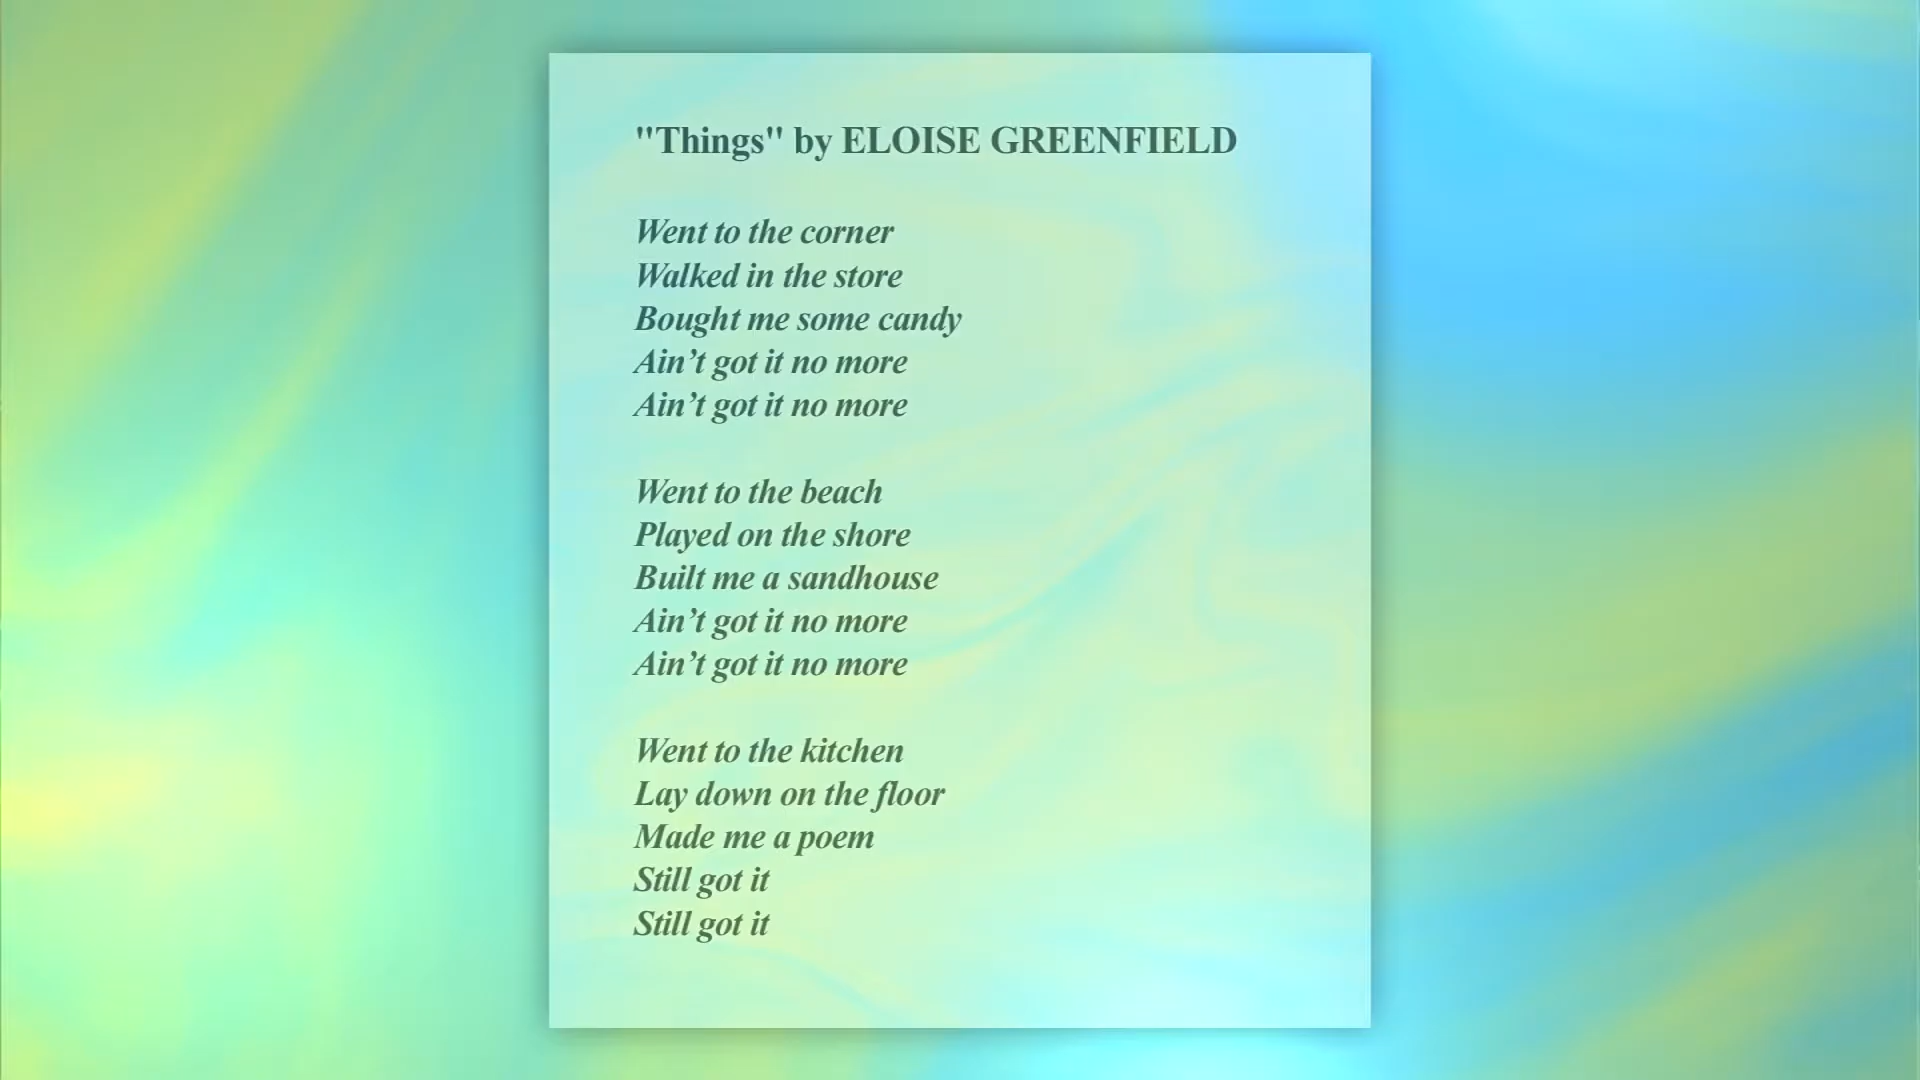 "Things" by ELOISE GREENFIELD
Went to the corner
Walked in the store
Bought me some candy
Ain’t got it no more
Ain’t got it no more
Went to the beach
Played on the shore
Built me a sandhouse
Ain’t got it no more
Ain’t got it no more
Went to the kitchen
Lay down on the floor
Made me a poem
Still got it
Still got it